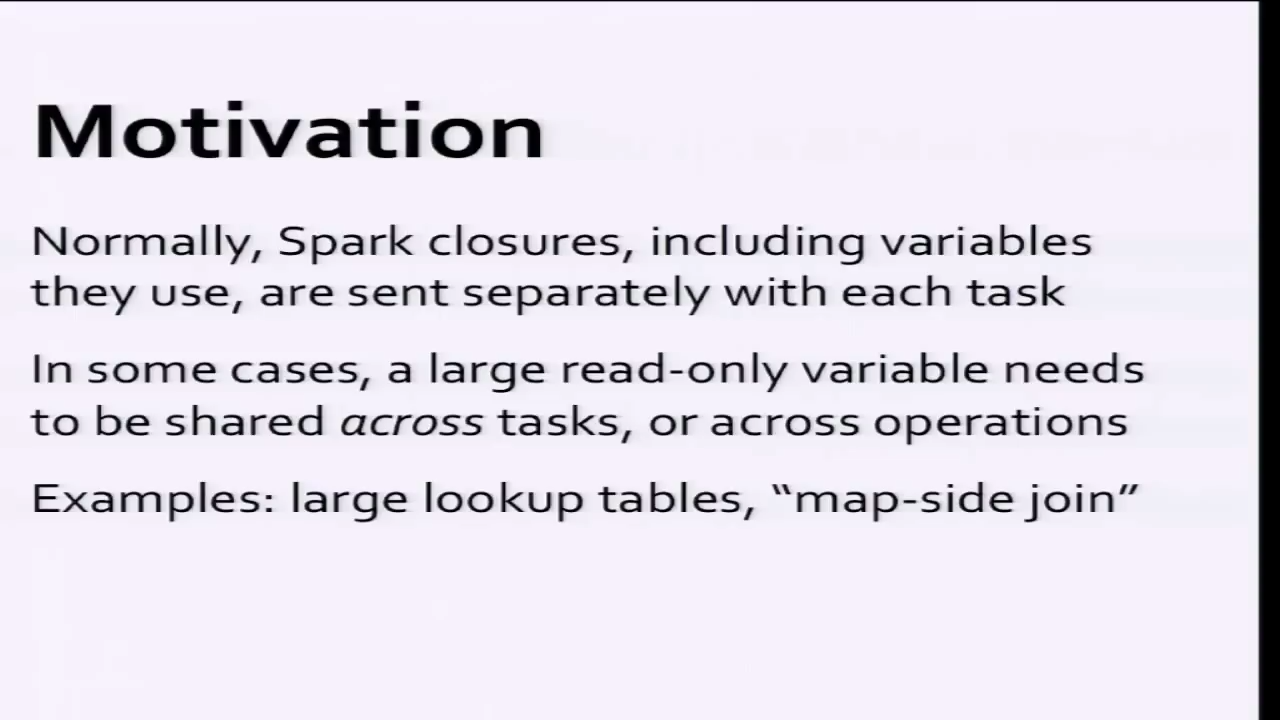 Motivation
Normally, Spark closures, including variables
they use, are sent separately with each task
In some cases, a large read-only variable needs
to be shared across tasks, or across operations
Examples: large lookup tables, “map-side join”